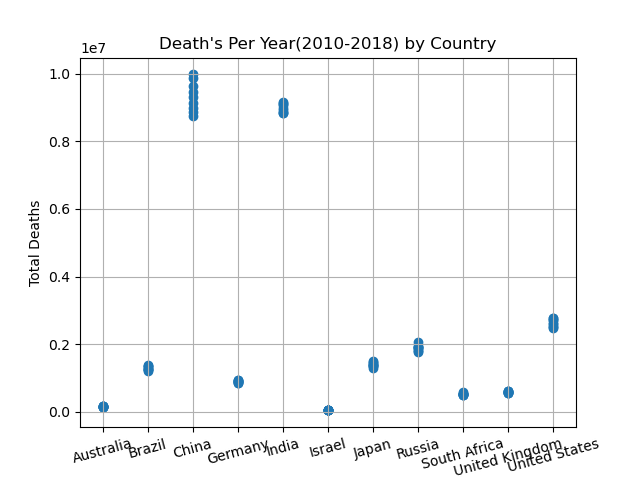 Death's Per Year(2010-2018) by Country
1e7
1.0
0.8
0.6
0.4
0.2
0.0
Total Deaths
Australia
Brazil
China
Germany
India
Israel
Japan
Russia
South Africa
United Kingdom
United States